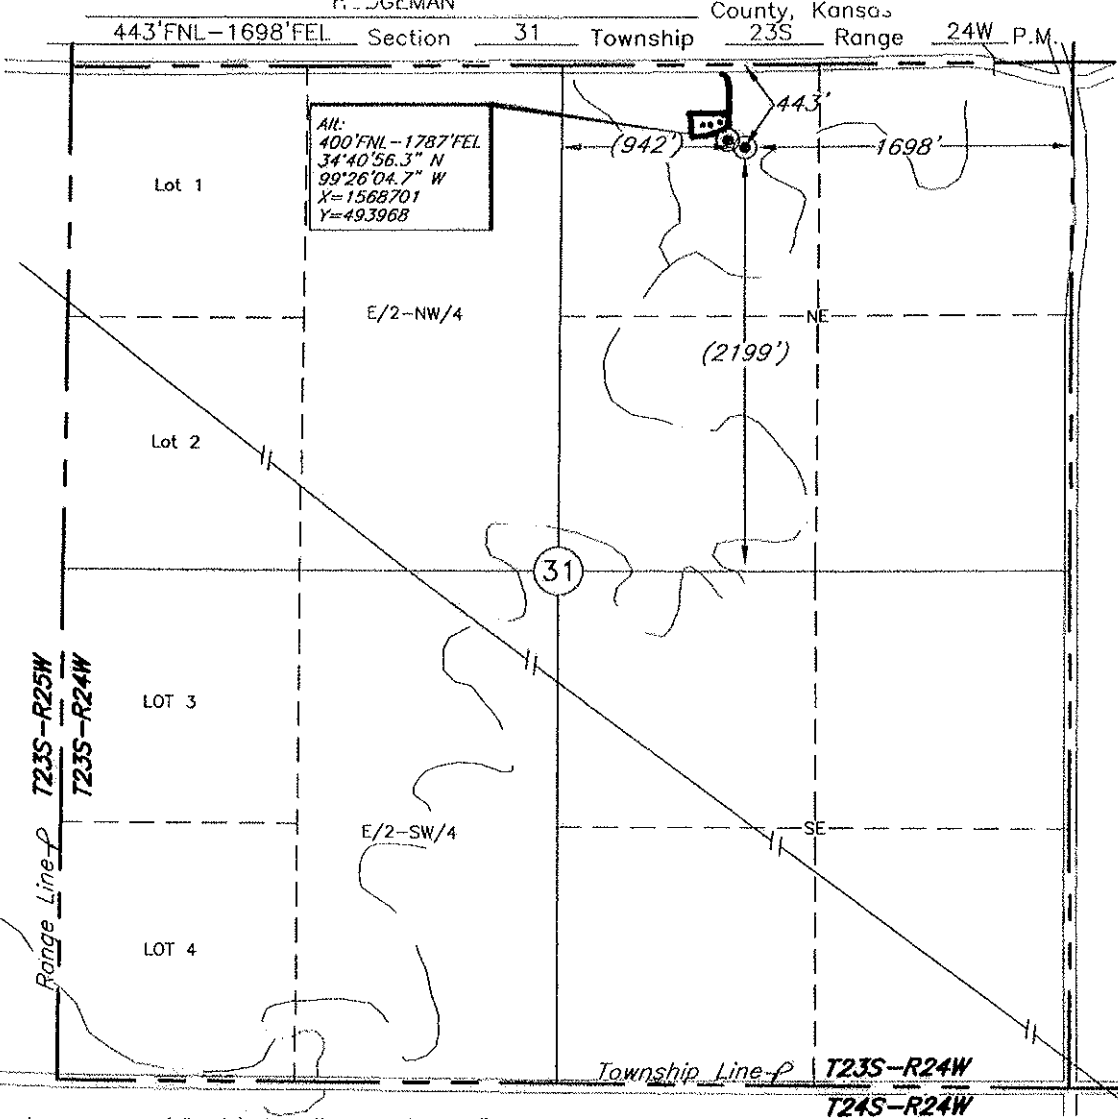 County, Kansas
443'FNL-1698'FEL Section 31 Township 23S Range 24W P.M.
Alt:
400'FNL-1787'FEL
34°40'56.3" N
99°26'04.7" W
X=1568701
Y=493968
443'
(942')
1698'
Lot 1
E/2-NW/4
NE
(2199')
Lot 2
31
T23S-R25W
T23S-R24W
LOT 3
E/2-SW/4
SE
Range Line
LOT 4
Township Line
T23S-R24W
T24S-R24W